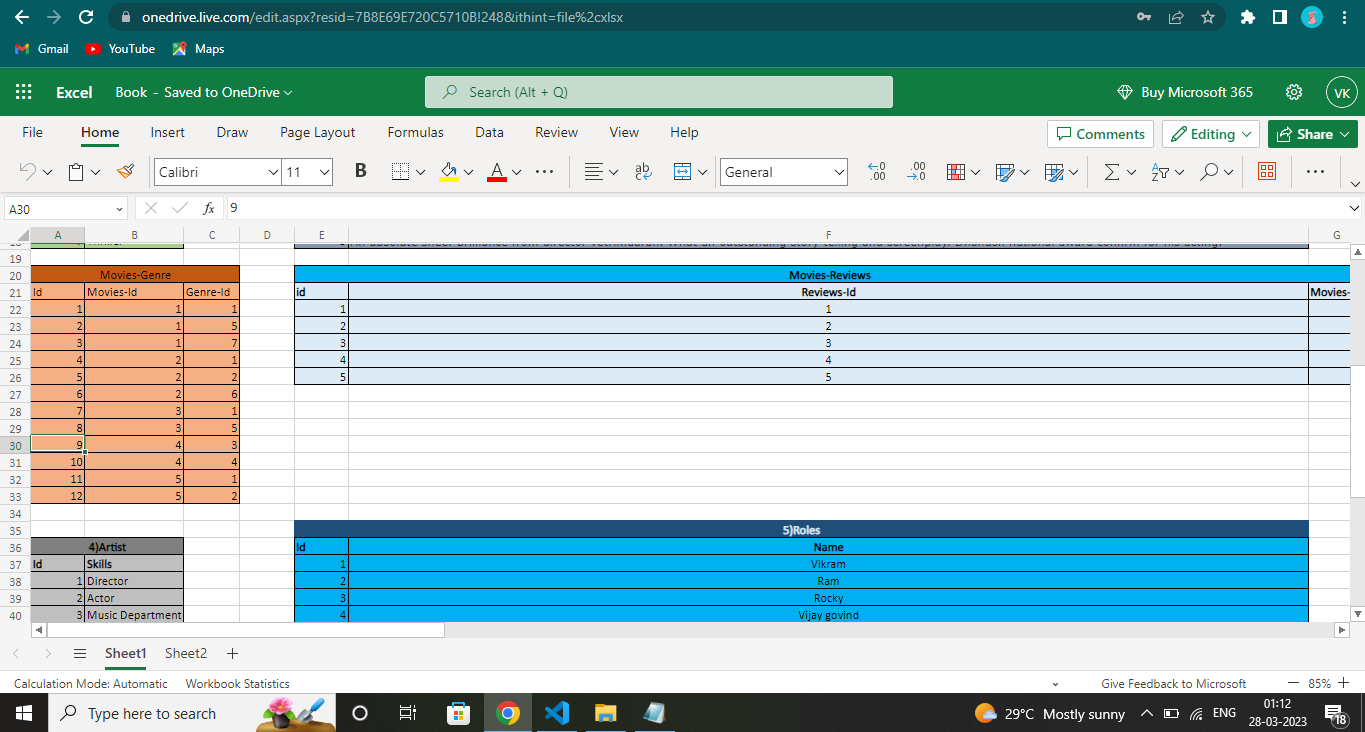 onedrive.live.com/edit.aspx?resid=7B8E69E720C5710B!248&ithint=file%2cxlsx
Gmail YouTube Maps
Excel Book - Saved to OneDrive Search (Alt + Q) Buy Microsoft 365 VK
File Home Insert Draw Page Layout Formulas Data Review View Help Comments Editing Share
Calibri 11 B A ab General
A30 fx 9
A B C D E F G
19
20 Movies-Genre Movies-Reviews
21 Id Movies-Id Genre-Id id Reviews-Id Movies-
22 1 1 1 1 1
23 2 1 5 2 2
24 3 1 7 3 3
25 4 2 1 4 4
26 5 2 2 5 5
27 6 2 6
28 7 3 1
29 8 3 5
30 9 4 3
31 10 4 4
32 11 5 1
33 12 5 2
34
35 5)Roles
36 4)Artist Id Name
37 Id Skills 1 Vikram
38 1 Director 2 Ram
39 2 Actor 3 Rocky
40 3 Music Department 4 Vijay govind
Sheet1 Sheet2
Calculation Mode: Automatic Workbook Statistics Give Feedback to Microsoft 85%
Type here to search 29°C Mostly sunny ENG 01:12
28-03-2023 18